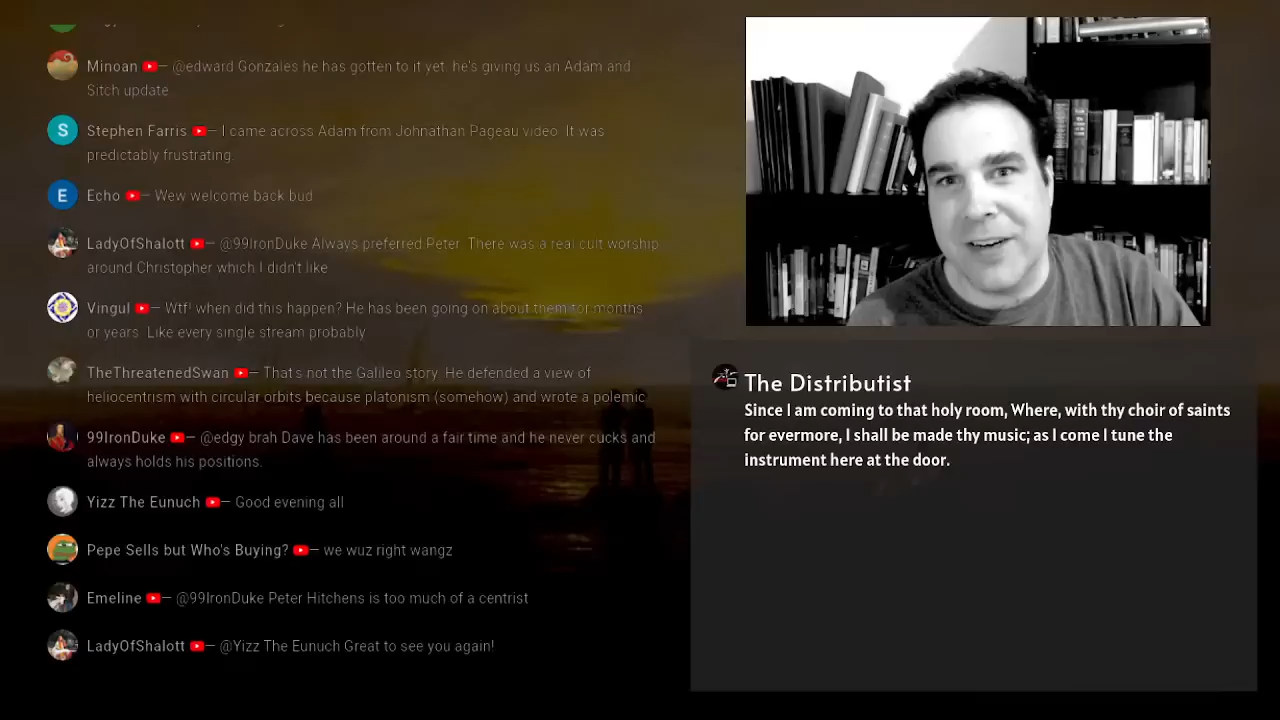 Minoan — @edward Gonzales he has gotten to it yet. he's giving us an Adam and
Sitch update
S
Stephen Farris — I came across Adam from Johnathan Pageau video. It was
predictably frustrating.
E
Echo — Wew welcome back bud
LadyOfShalott — @99IronDuke Always preferred Peter. There was a real cult worship
around Christopher which I didn't like
Vingul — Wtf! when did this happen? He has been going on about them for months
or years. Like every single stream probably
TheThreatenedSwan — That's not the Galileo story. He defended a view of
heliocentrism with circular orbits because platonism (somehow) and wrote a polemic
99IronDuke — @edgy brah Dave has been around a fair time and he never cucks and
always holds his positions.
Yizz The Eunuch — Good evening all
Pepe Sells but Who's Buying? — we wuz right wangz
Emeline — @99IronDuke Peter Hitchens is too much of a centrist
LadyOfShalott — @Yizz The Eunuch Great to see you again!
The Distributist
Since I am coming to that holy room, Where, with thy choir of saints
for evermore, I shall be made thy music; as I come I tune the
instrument here at the door.